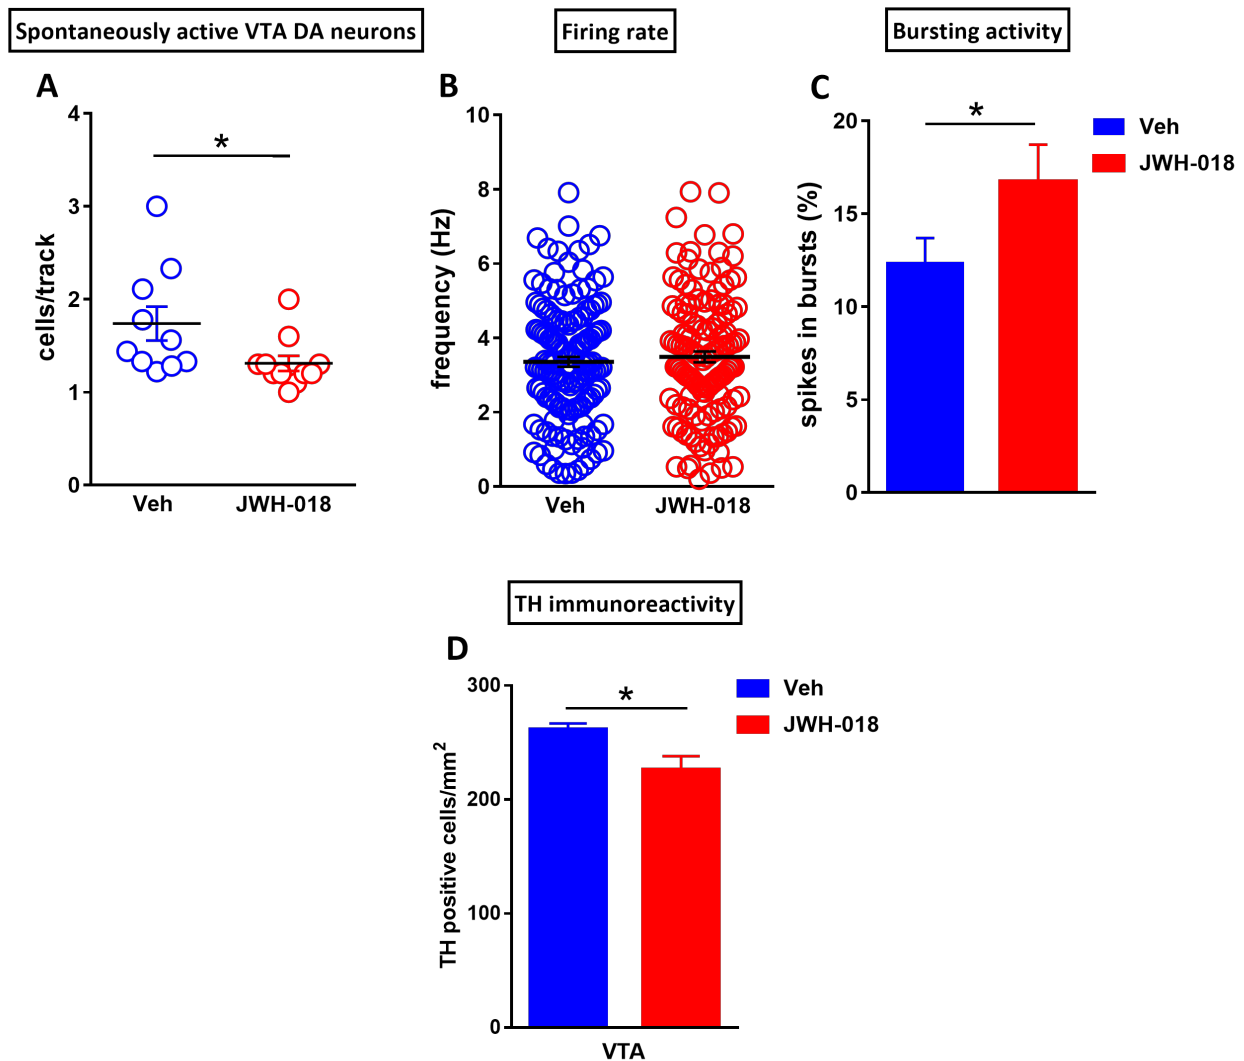 Spontaneously active VTA DA neurons
Firing rate
Bursting activity
A
4
3
2
1
0
cells/track
*
Veh
JWH-018
B
10
8
6
4
2
0
frequency (Hz)
Veh
JWH-018
C
20
15
10
5
0
spikes in bursts (%)
*
Veh
JWH-018
TH immunoreactivity
D
300
200
100
0
TH positive cells/mm²
*
VTA
Veh
JWH-018